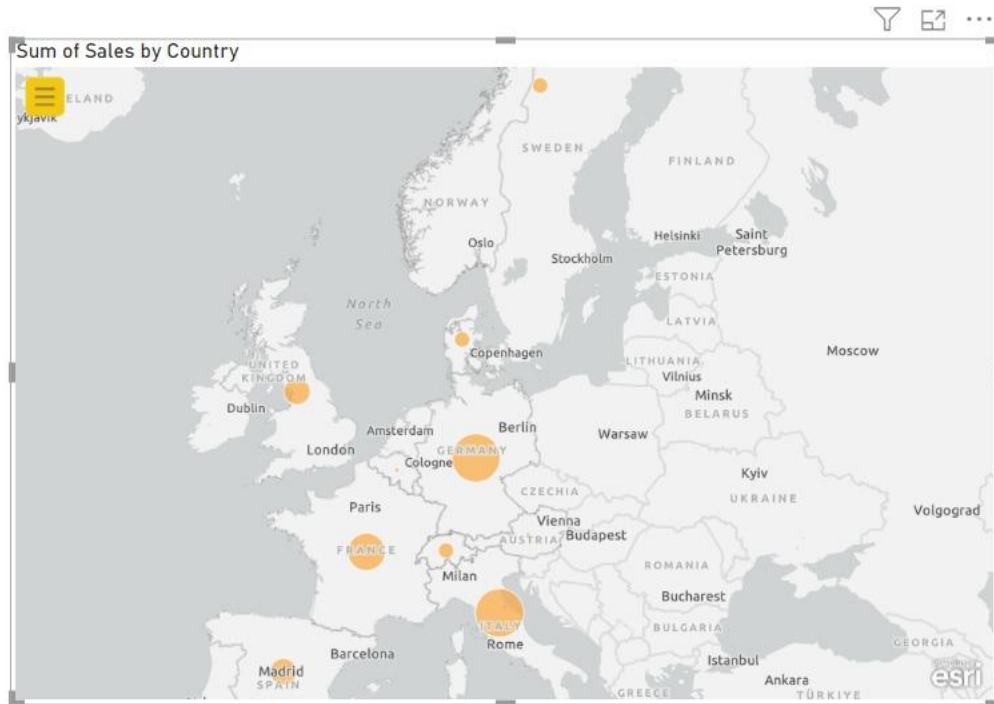 Sum of Sales by Country
ELAND
ykjavik
SWEDEN
FINLAND
NORWAY
Oslo
Helsinki
Saint
Petersburg
Stockholm
ESTONIA
North
Sea
LATVIA
Copenhagen
Moscow
UNITED
KINGDOM
LITHUANIA
Vilnius
Minsk
BELARUS
Dublin
Amsterdam
Berlin
Warsaw
London
GERMANY
Cologne
Kyiv
UKRAINE
CZECHIA
Paris
Volgograd
Vienna
AUSTRIA
Budapest
FRANCE
ROMANIA
Milan
Bucharest
ITALY
BULGARIA
Rome
GEORGIA
Barcelona
Istanbul
Madrid
SPAIN
Ankara
esri
GREECE
TÜRKIYE